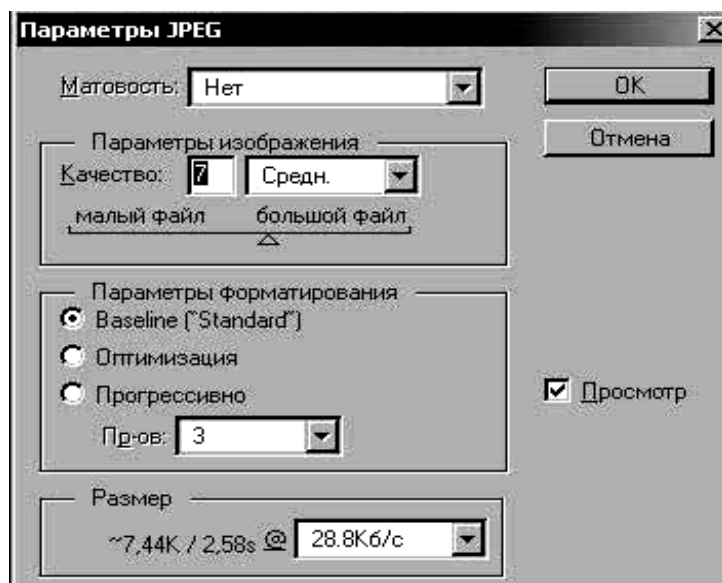 Параметры JPEG
Матовость: Нет
OK
Отмена
Параметры изображения
Качество: 7 Средн.
малый файл большой файл
Параметры форматирования
Baseline ("Standard")
Оптимизация
Прогрессивно
Пр-ов: 3
Просмотр
Размер
~7,44K / 2,58s @ 28.8Кб/с